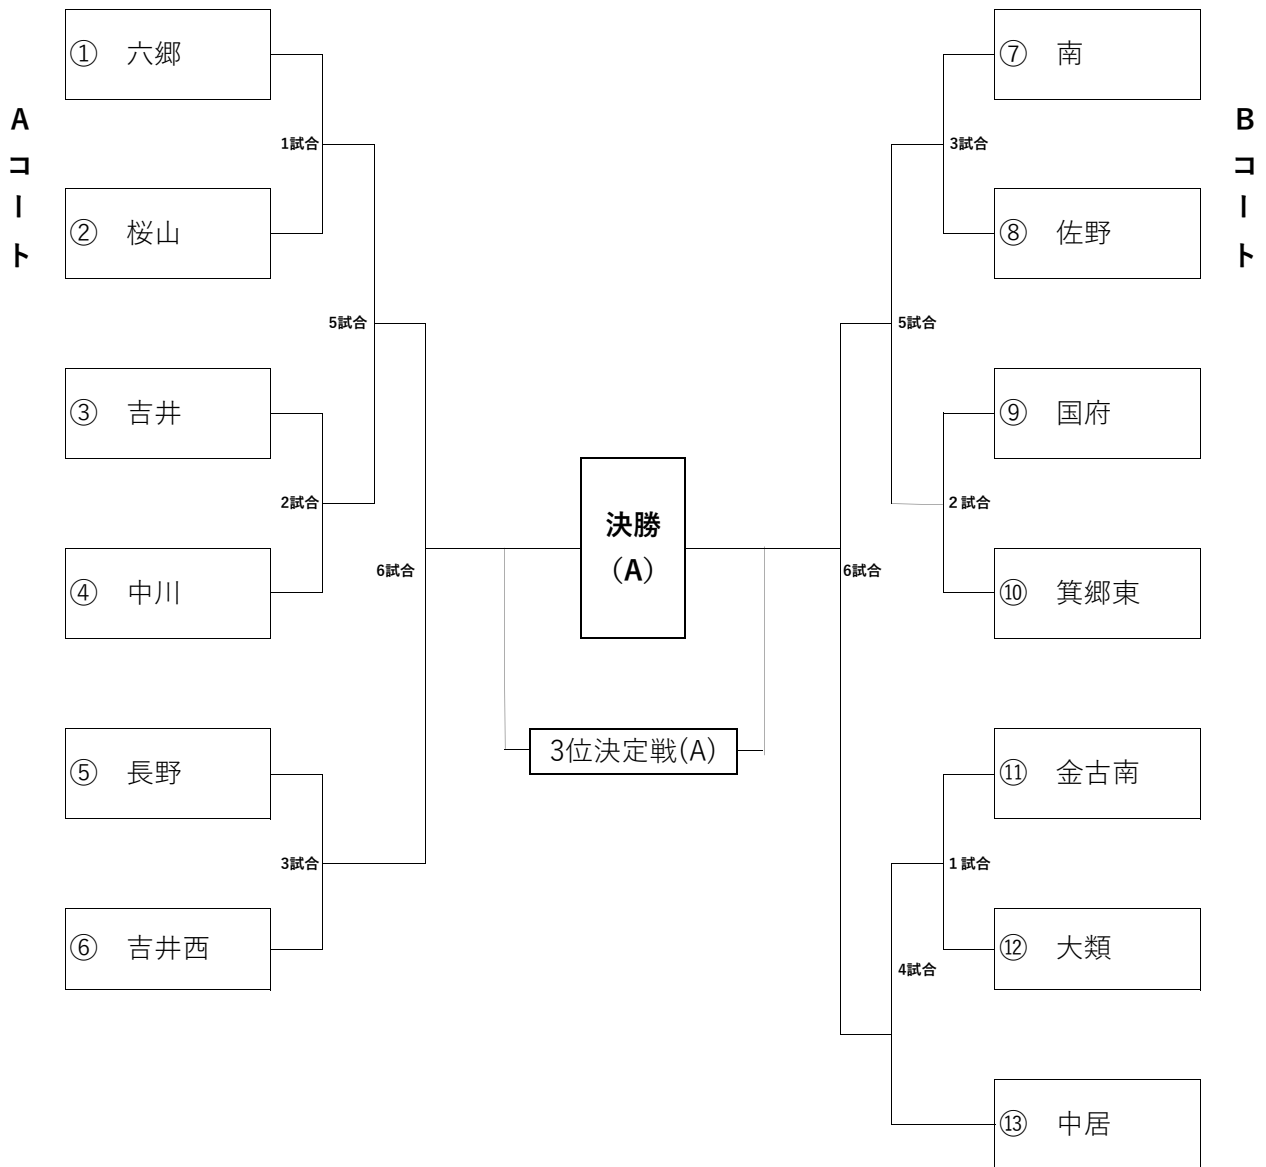 Aコート
① 六郷
1試合
② 桜山
5試合
③ 吉井
2試合
④ 中川
6試合
⑤ 長野
3試合
⑥ 吉井西
決勝
（A）
3位決定戦(A)
Bコート
⑦ 南
3試合
⑧ 佐野
5試合
⑨ 国府
2 試合
⑩ 箕郷東
6試合
⑪ 金古南
1 試合
⑫ 大類
4試合
⑬ 中居